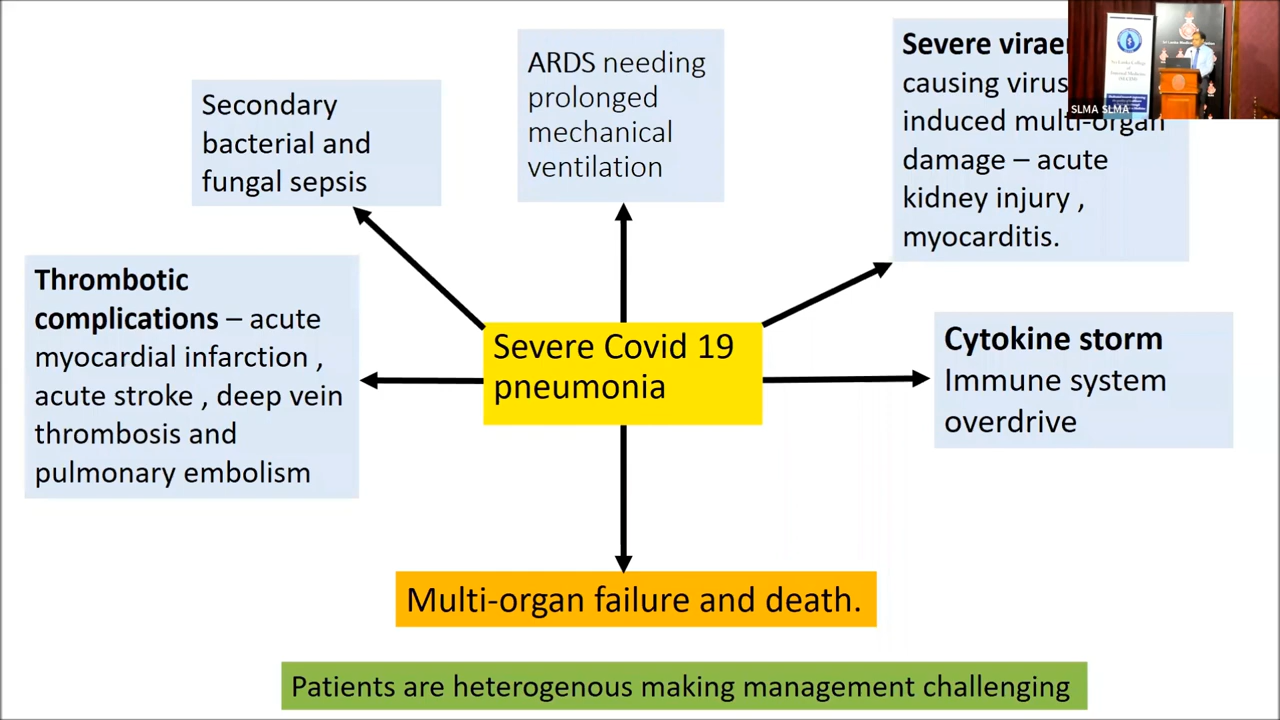 Secondary
bacterial and
fungal sepsis
ARDS needing
prolonged
mechanical
ventilation
Severe
causing virus
induced multi-organ
damage – acute
kidney injury ,
myocarditis.
SLMA SLMA
Thrombotic
complications – acute
myocardial infarction ,
acute stroke , deep vein
thrombosis and
pulmonary embolism
Severe Covid 19
pneumonia
Cytokine storm
Immune system
overdrive
Multi-organ failure and death.
Patients are heterogenous making management challenging